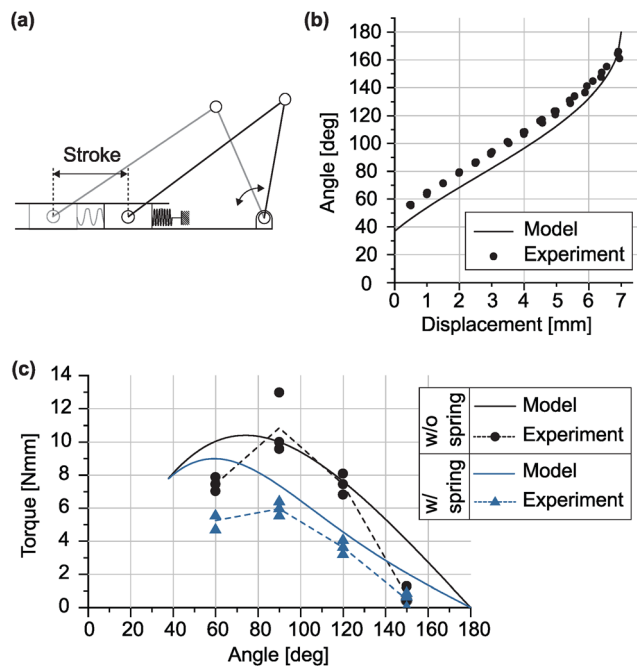 (a)
Stroke
(b)
180
160
140
120
100
80
60
40
20
0
Angle [deg]
0 1 2 3 4 5 6 7
Displacement [mm]
Model
Experiment
(c)
14
12
10
8
6
4
2
0
Torque [Nmm]
0 20 40 60 80 100 120 140 160 180
Angle [deg]
w/o spring
Model
Experiment
w/ spring
Model
Experiment